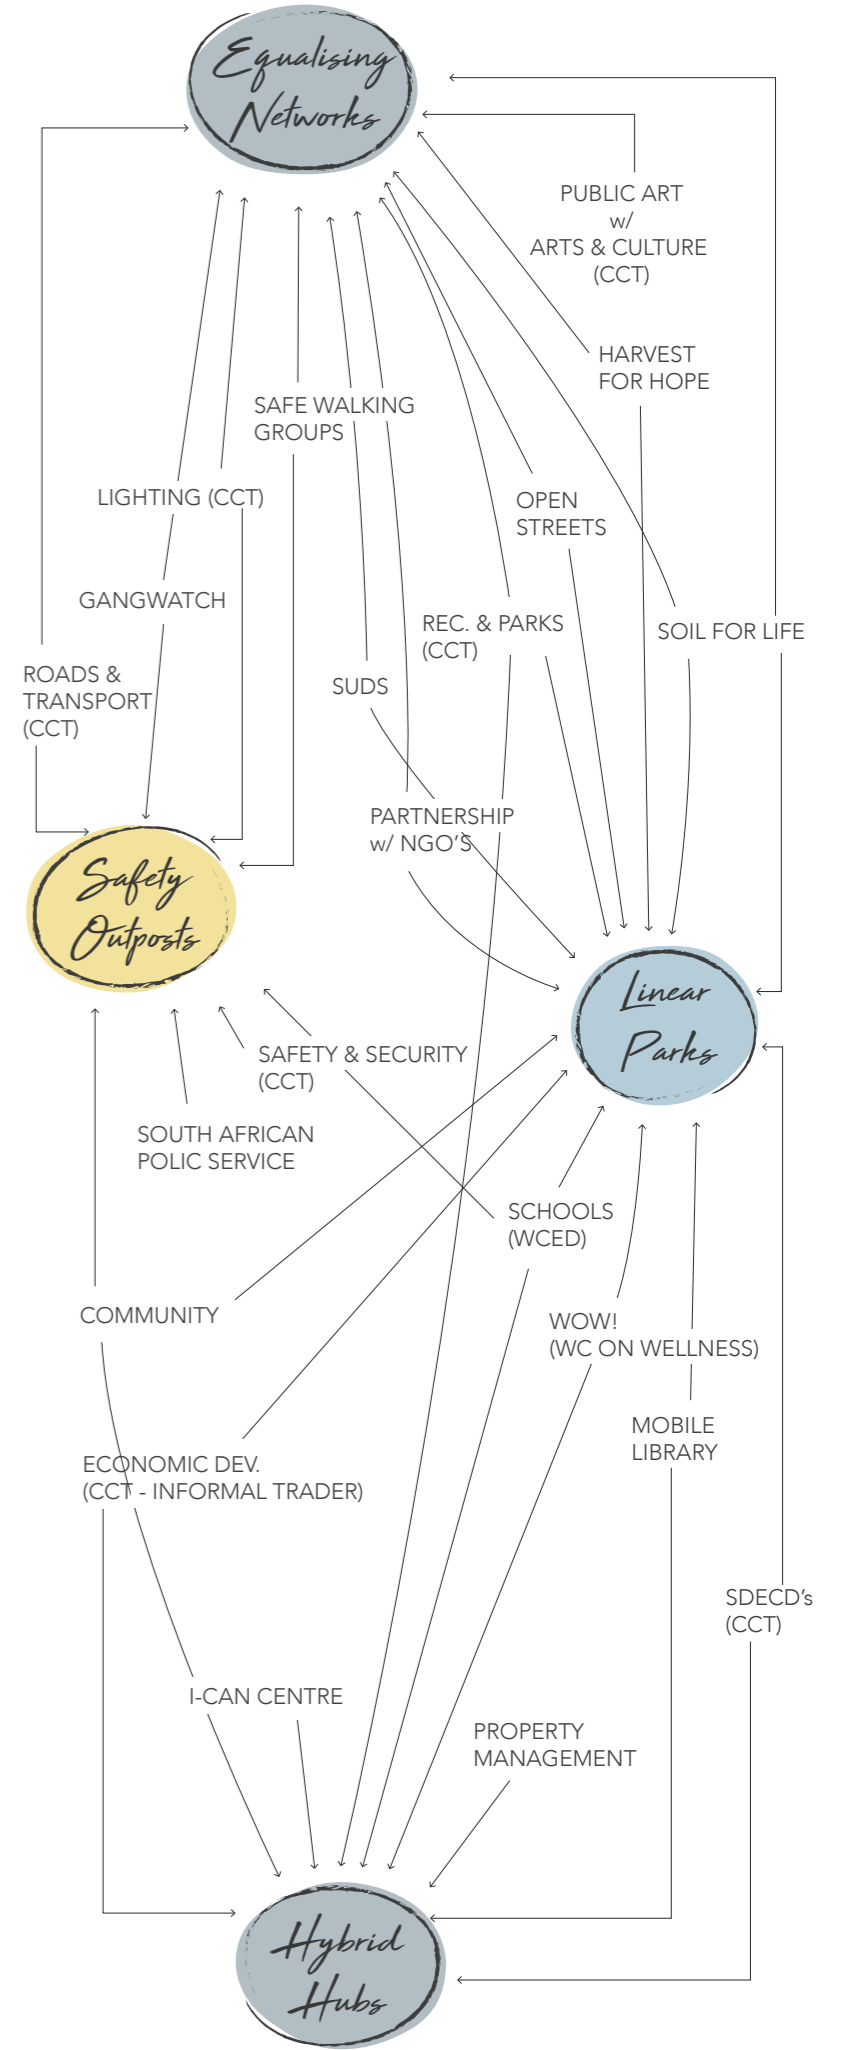 Equalising
Networks
PUBLIC ART
w/
ARTS & CULTURE
(CCT)
HARVEST
FOR HOPE
SAFE WALKING
GROUPS
LIGHTING (CCT)
OPEN
STREETS
GANGWATCH
REC. & PARKS
(CCT)
SOIL FOR LIFE
ROADS &
TRANSPORT
(CCT)
SUDS
PARTNERSHIP
w/ NGO'S
Safety
Outposts
Linear
Parks
SAFETY & SECURITY
(CCT)
SOUTH AFRICAN
POLIC SERVICE
SCHOOLS
(WCED)
COMMUNITY
WOW!
(WC ON WELLNESS)
MOBILE
LIBRARY
ECONOMIC DEV.
(CCT - INFORMAL TRADER)
SDECD's
(CCT)
I-CAN CENTRE
PROPERTY
MANAGEMENT
Hybrid
Hubs